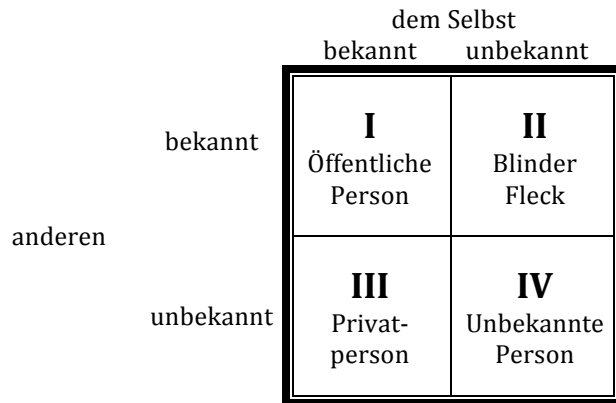 dem Selbst
bekannt unbekannt
bekannt
I
Öffentliche
Person
II
Blinder
Fleck
anderen
unbekannt
III
Privat-
person
IV
Unbekannte
Person